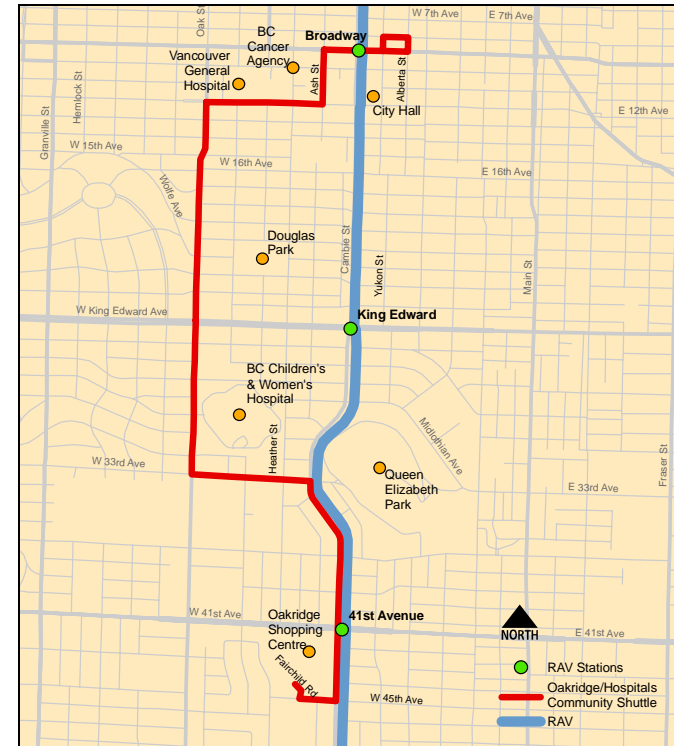 W 7th Ave
E 7th Ave
Oak St
BC
Cancer
Agency
Broadway
Vancouver
General
Hospital
Ash St
Alberta St
Hemlock St
Granville St
City Hall
E 12th Ave
W 15th Ave
W 16th Ave
E 16th Ave
Wolfe Ave
Douglas
Park
Cambie St
Yukon St
Main St
W King Edward Ave
King Edward
BC Children's
& Women's
Hospital
Heather St
Midlothian Ave
Fraser St
W 33rd Ave
Queen
Elizabeth
Park
E 33rd Ave
W 41st Ave
Oakridge
Shopping
Centre
41st Avenue
E 41st Ave
NORTH
Fairchild Rd
W 45th Ave
RAV Stations
Oakridge/Hospitals
Community Shuttle
RAV